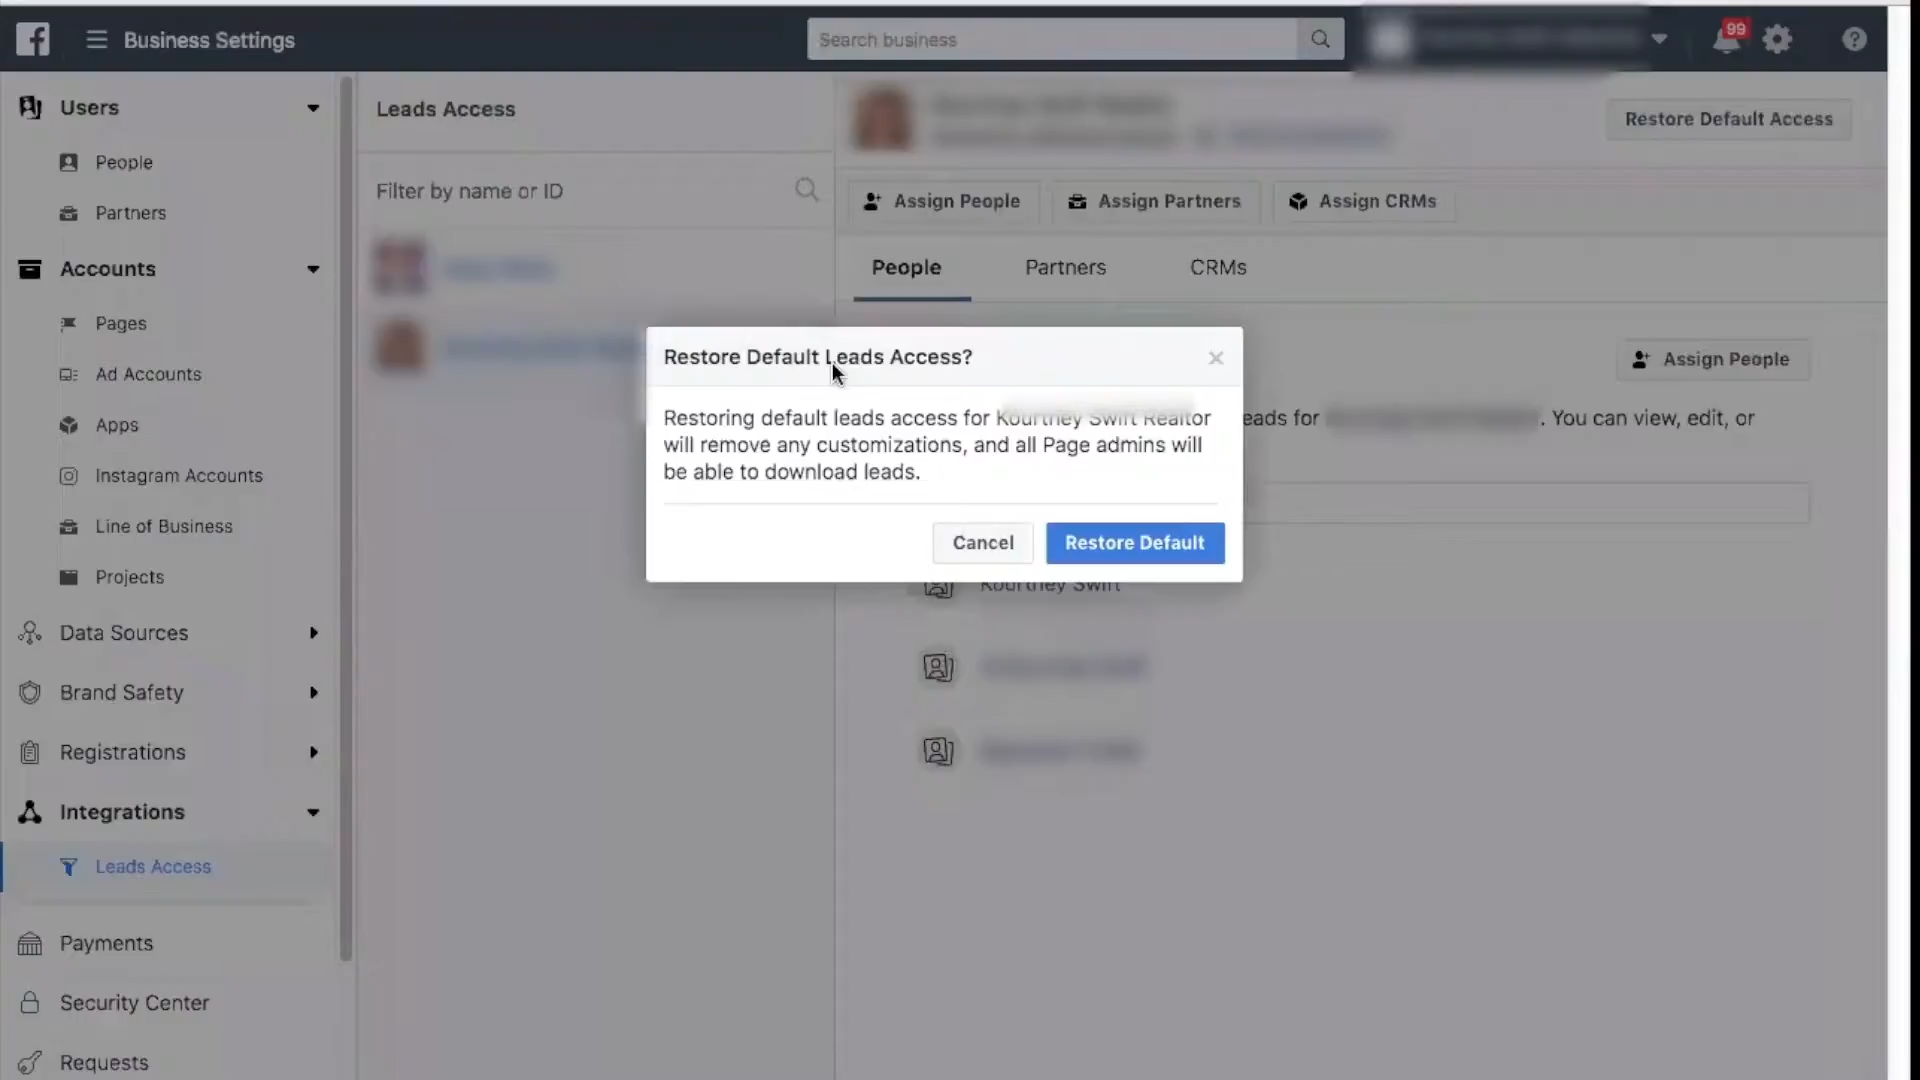 Business Settings
Search business
99
Users
People
Partners
Accounts
Pages
Ad Accounts
Apps
Instagram Accounts
Line of Business
Projects
Data Sources
Brand Safety
Registrations
Integrations
Leads Access
Payments
Security Center
Requests
Leads Access
Filter by name or ID
Restore Default Access
Assign People
Assign Partners
Assign CRMs
People
Partners
CRMs
Assign People
eads for
. You can view, edit, or
Restore Default Leads Access?
Restoring default leads access for Kourtney Swift Realtor
will remove any customizations, and all Page admins will
be able to download leads.
Cancel
Restore Default
Kourtney Swift